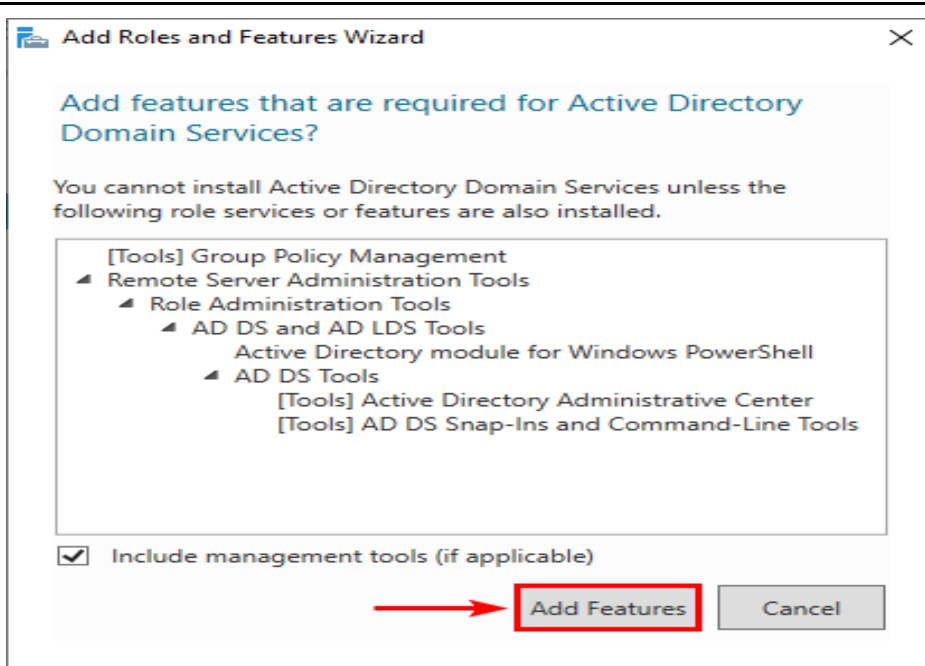 Add Roles and Features Wizard
Add features that are required for Active Directory
Domain Services?
You cannot install Active Directory Domain Services unless the
following role services or features are also installed.
[Tools] Group Policy Management
Remote Server Administration Tools
Role Administration Tools
AD DS and AD LDS Tools
Active Directory module for Windows PowerShell
AD DS Tools
[Tools] Active Directory Administrative Center
[Tools] AD DS Snap-Ins and Command-Line Tools
Include management tools (if applicable)
Add Features
Cancel